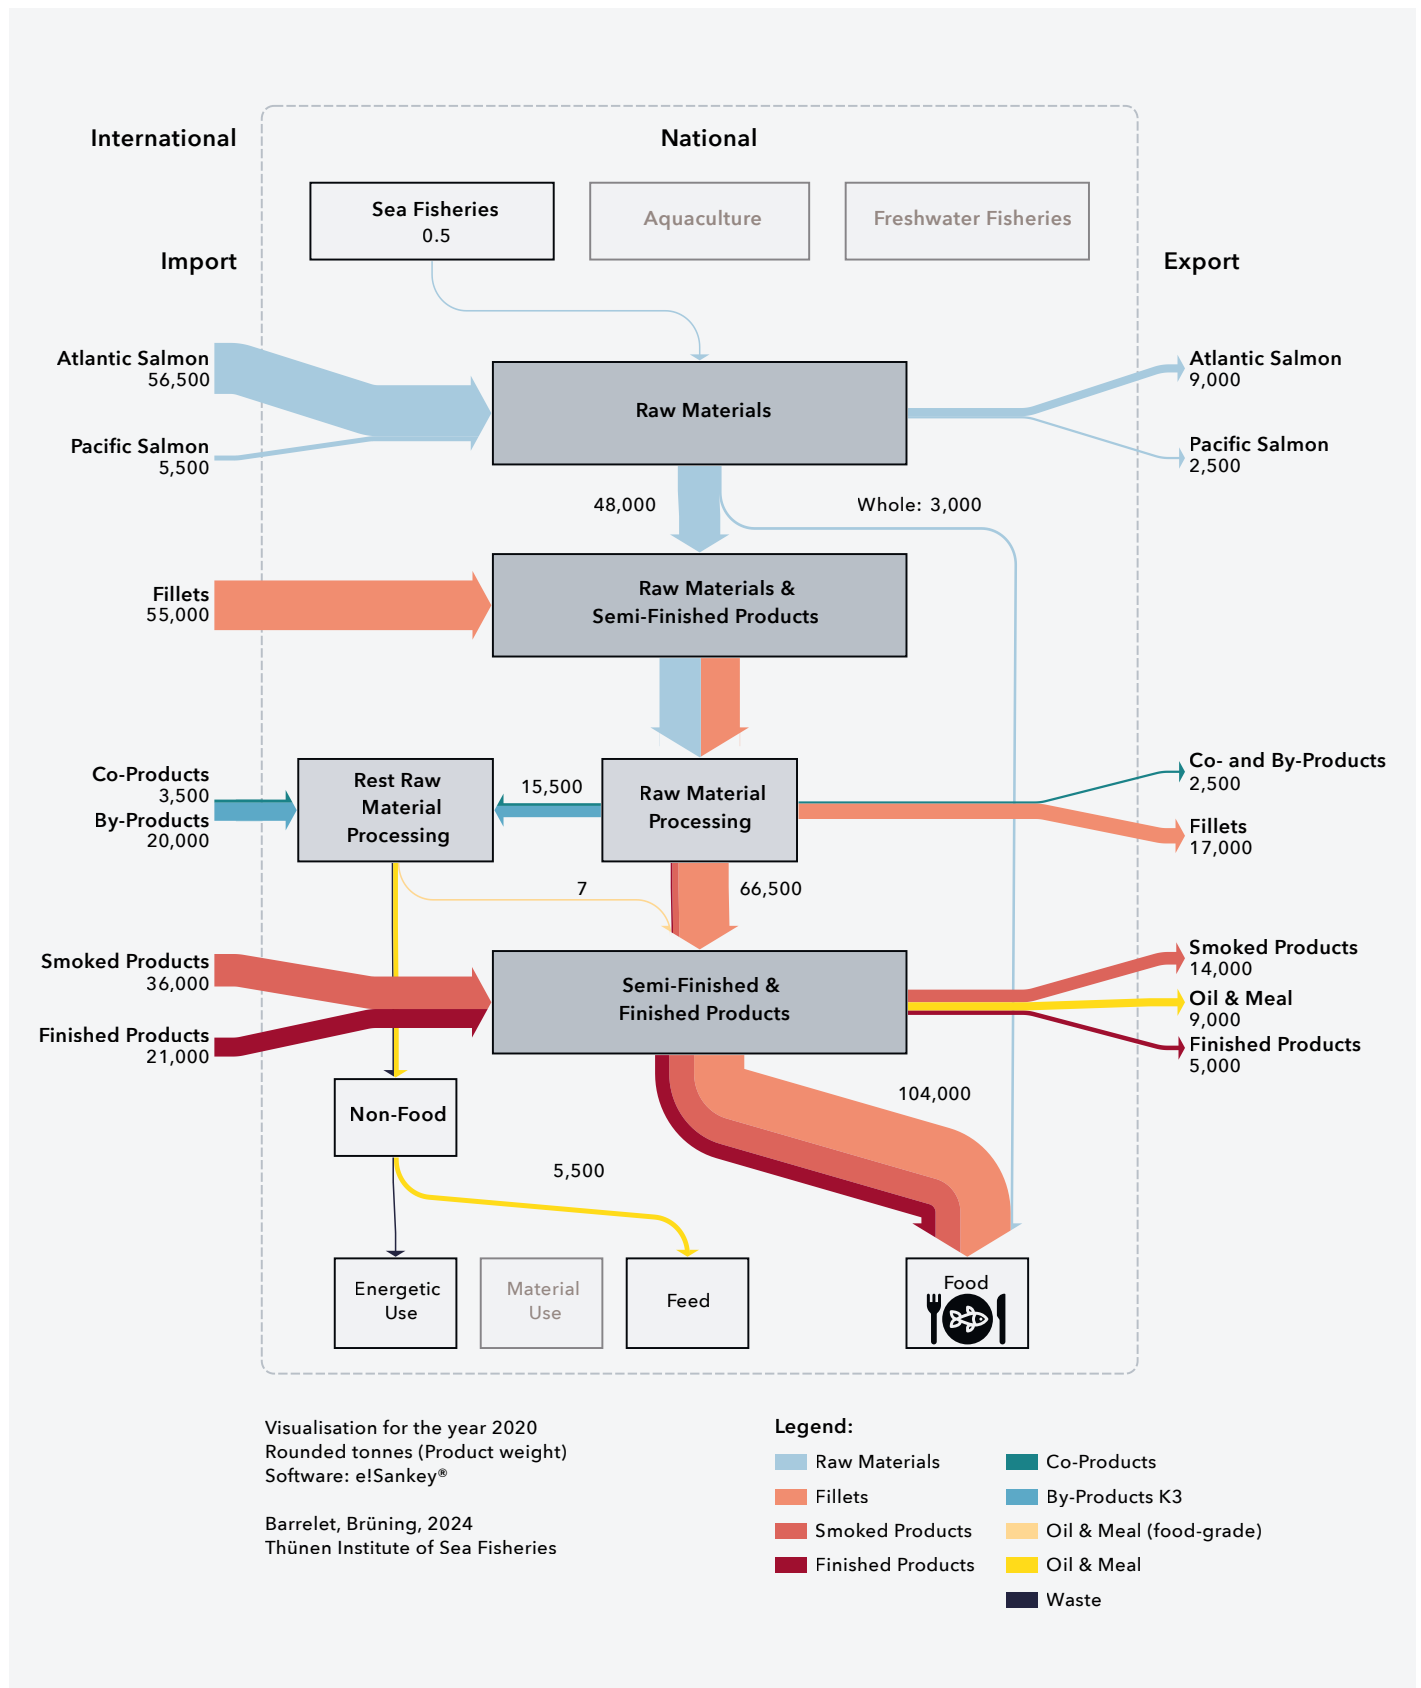 International
National
Sea Fisheries
0.5
Aquaculture
Freshwater Fisheries
Import
Export
Atlantic Salmon
56,500
Pacific Salmon
5,500
Raw Materials
Atlantic Salmon
9,000
Pacific Salmon
2,500
48,000
Whole: 3,000
Fillets
55,000
Raw Materials &
Semi-Finished Products
Co-Products
3,500
By-Products
20,000
Rest Raw
Material
Processing
15,500
Raw Material
Processing
Co- and By-Products
2,500
Fillets
17,000
7
66,500
Smoked Products
36,000
Finished Products
21,000
Semi-Finished &
Finished Products
Smoked Products
14,000
Oil & Meal
9,000
Finished Products
5,000
Non-Food
104,000
5,500
Energetic
Use
Material
Use
Feed
Food
Visualisation for the year 2020
Rounded tonnes (Product weight)
Software: e!Sankey®
Barrelet, Brüning, 2024
Thünen Institute of Sea Fisheries
Legend:
Raw Materials
Fillets
Smoked Products
Finished Products
Co-Products
By-Products K3
Oil & Meal (food-grade)
Oil & Meal
Waste